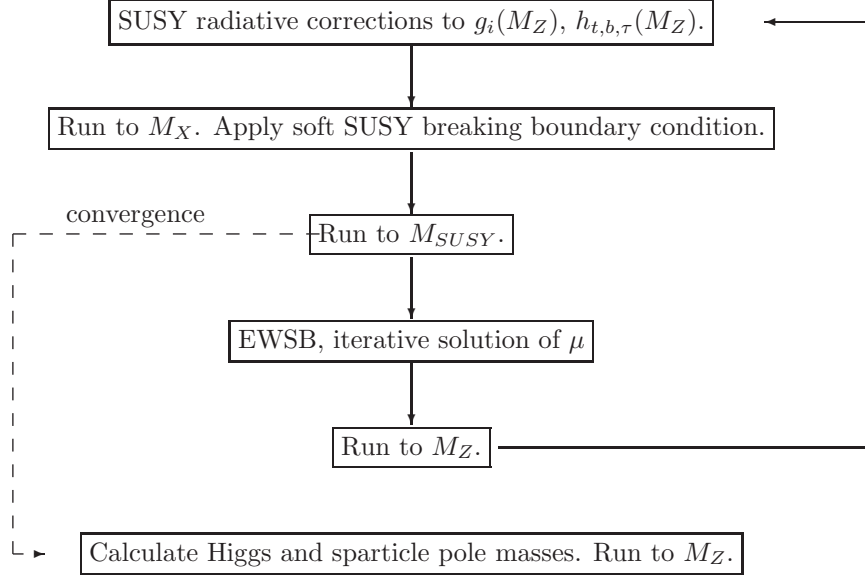 SUSY radiative corrections to $g_i(M_Z)$, $h_{t,b,\tau}(M_Z)$.
Run to $M_X$. Apply soft SUSY breaking boundary condition.
convergence
Run to $M_{SUSY}$.
EWSB, iterative solution of $\mu$
Run to $M_Z$.
Calculate Higgs and sparticle pole masses. Run to $M_Z$.